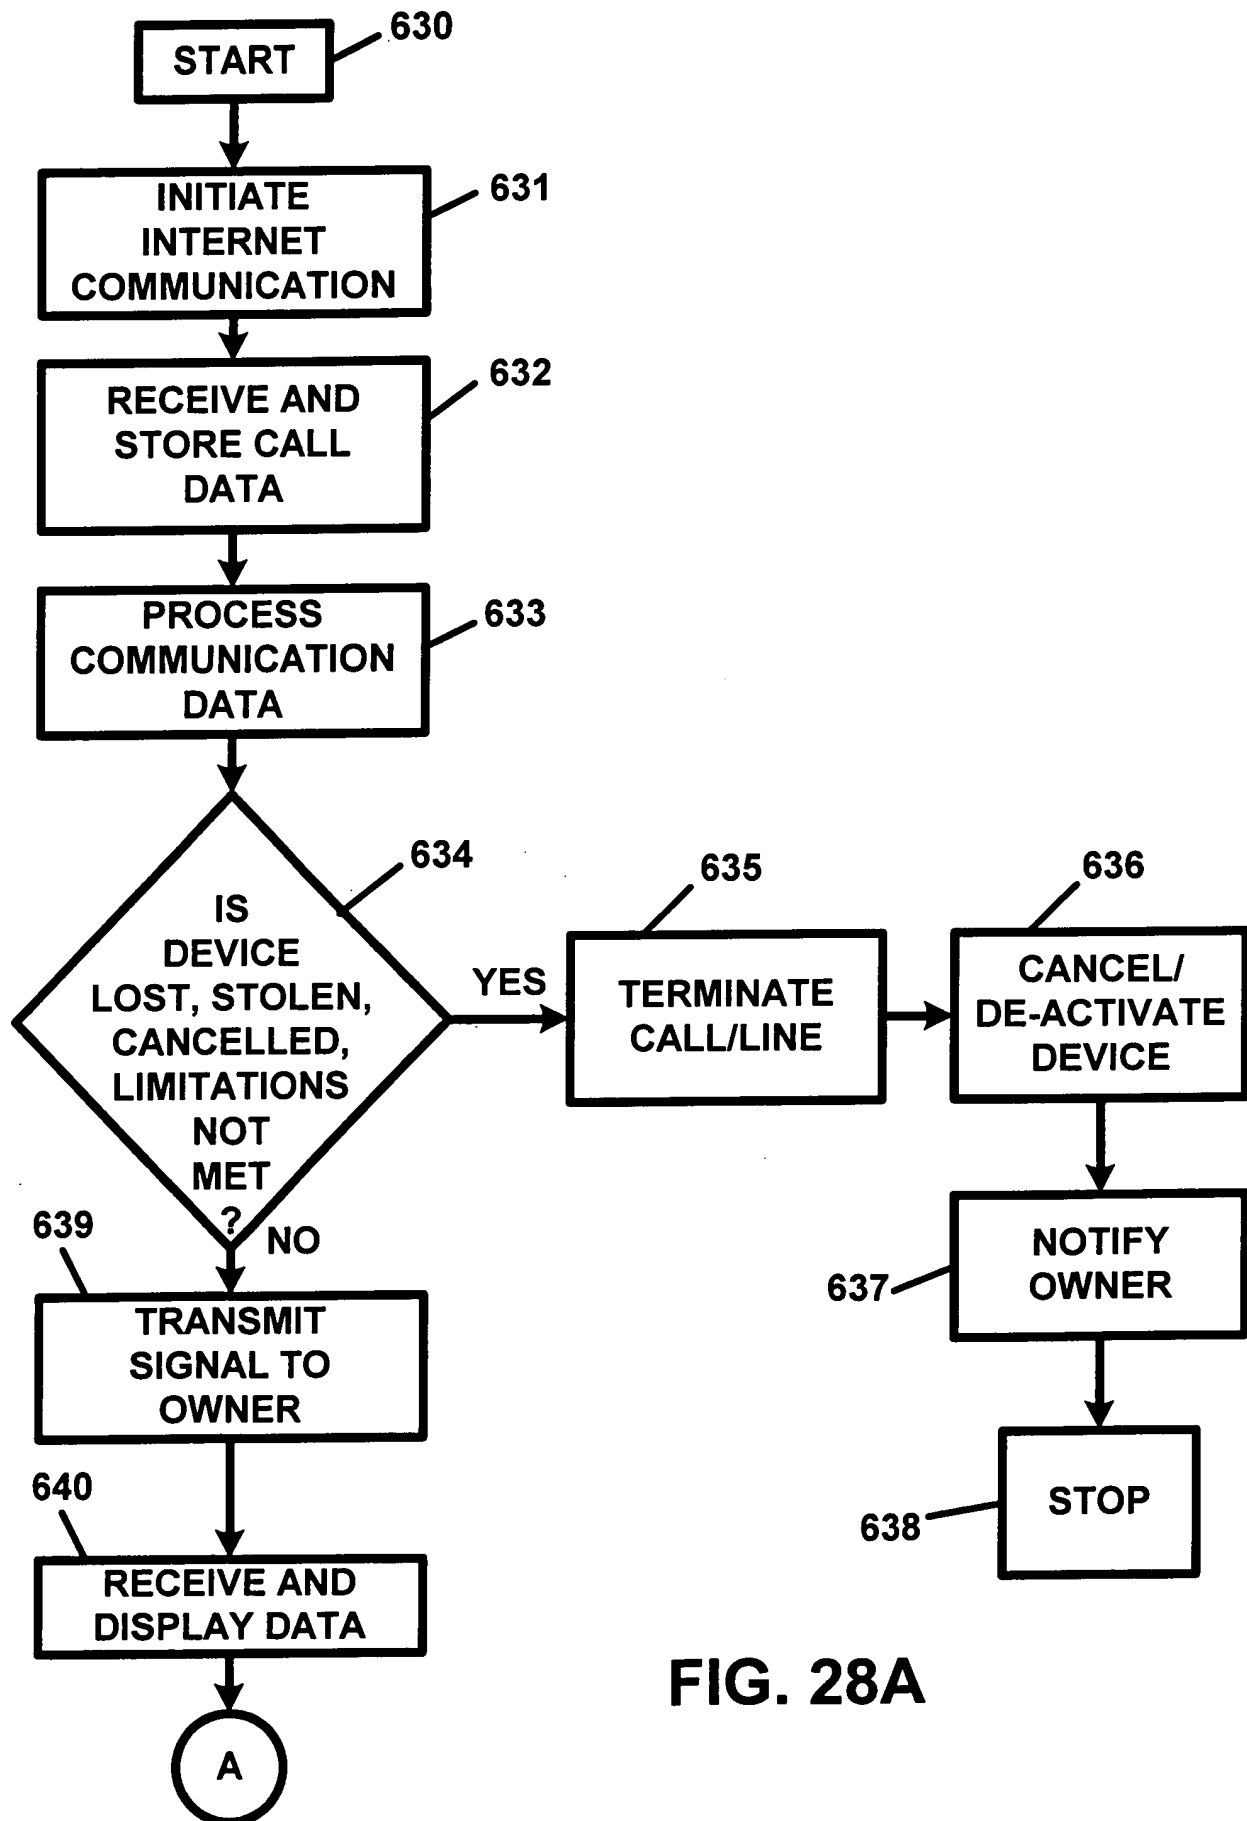 START
630
INITIATE
INTERNET
COMMUNICATION
631
RECEIVE AND
STORE CALL
DATA
632
PROCESS
COMMUNICATION
DATA
633
IS
DEVICE
LOST, STOLEN,
CANCELLED,
LIMITATIONS
NOT
MET
?
634
YES
635
TERMINATE
CALL/LINE
636
CANCEL/
DE-ACTIVATE
DEVICE
NOTIFY
OWNER
637
STOP
638
NO
639
TRANSMIT
SIGNAL TO
OWNER
640
RECEIVE AND
DISPLAY DATA
A
FIG. 28A